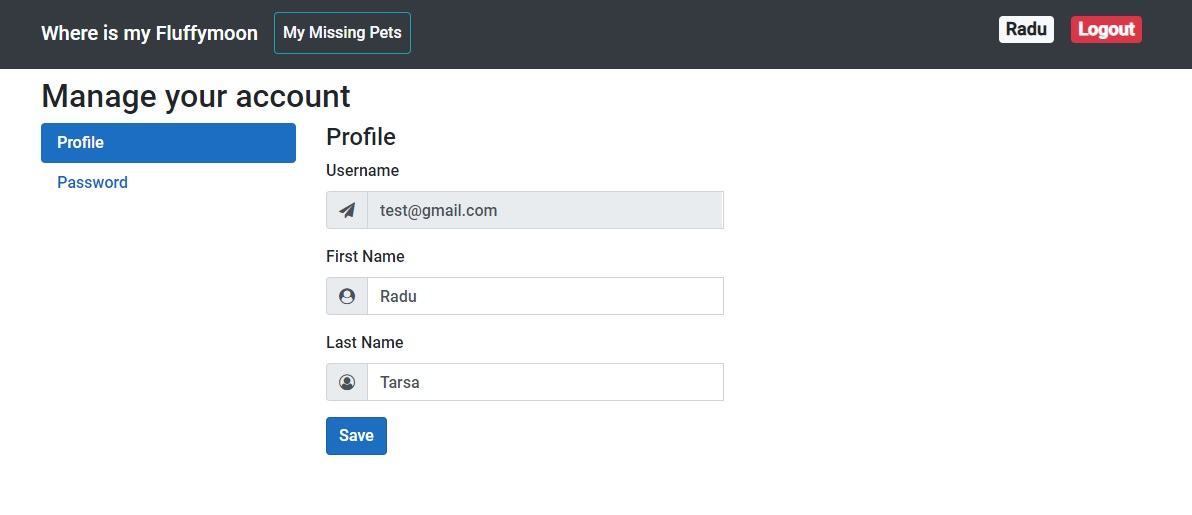 Where is my Fluffymoon My Missing Pets Radu Logout
Manage your account
Profile
Password
Profile
Username
test@gmail.com
First Name
Radu
Last Name
Tarsa
Save